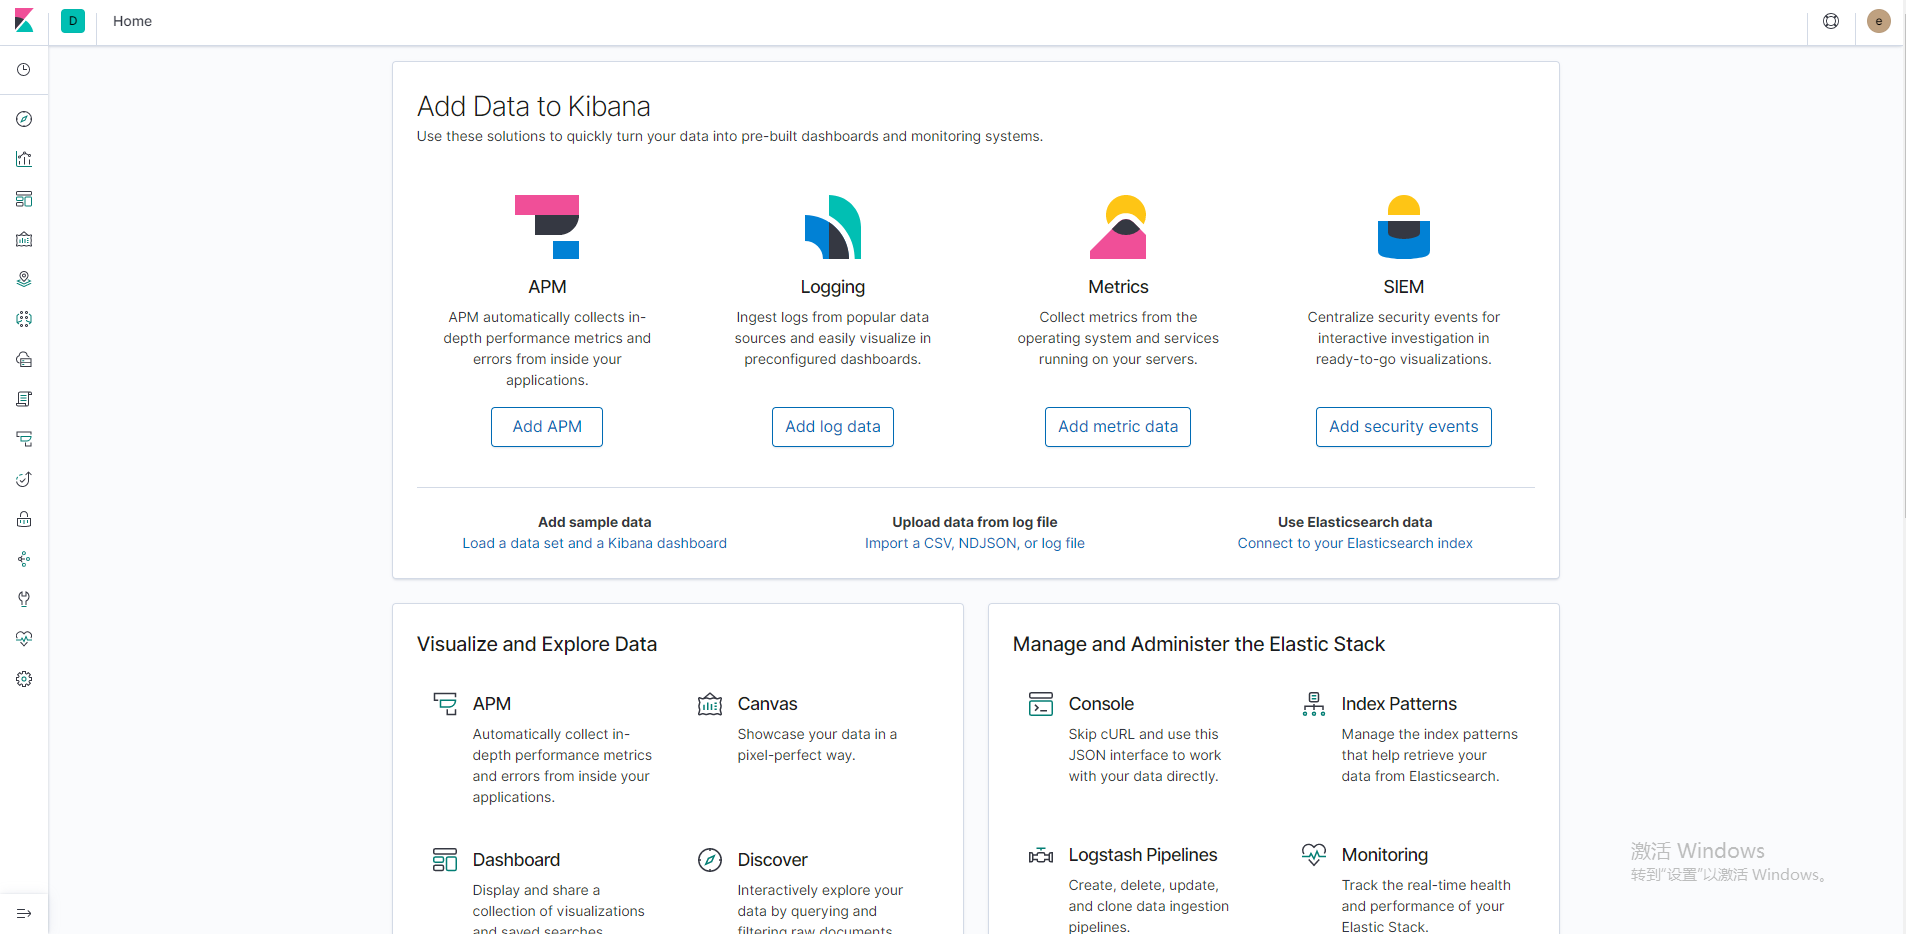 D Home e
Add Data to Kibana
Use these solutions to quickly turn your data into pre-built dashboards and monitoring systems.
APM
APM automatically collects in-
depth performance metrics and
errors from inside your
applications.
Add APM
Logging
Ingest logs from popular data
sources and easily visualize in
preconfigured dashboards.
Add log data
Metrics
Collect metrics from the
operating system and services
running on your servers.
Add metric data
SIEM
Centralize security events for
interactive investigation in
ready-to-go visualizations.
Add security events
Add sample data
Load a data set and a Kibana dashboard
Upload data from log file
Import a CSV, NDJSON, or log file
Use Elasticsearch data
Connect to your Elasticsearch index
Visualize and Explore Data
APM
Automatically collect in-
depth performance metrics
and errors from inside your
applications.
Canvas
Showcase your data in a
pixel-perfect way.
Dashboard
Display and share a
collection of visualizations
and saved searches.
Discover
Interactively explore your
data by querying and
filtering raw documents.
Manage and Administer the Elastic Stack
Console
Skip cURL and use this
JSON interface to work
with your data directly.
Index Patterns
Manage the index patterns
that help retrieve your
data from Elasticsearch.
Logstash Pipelines
Create, delete, update,
and clone data ingestion
pipelines.
Monitoring
Track the real-time health
and performance of your
Elastic Stack.
激活 Windows
转到"设置"以激活 Windows。